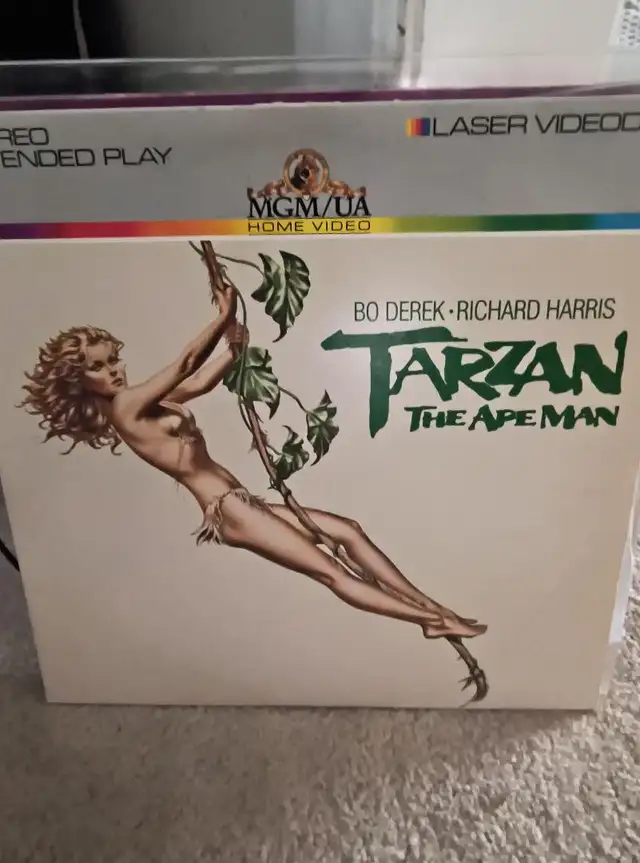 REO
ENDED PLAY
LASER VIDEOD
MGM/UA
HOME VIDEO
BO DEREK • RICHARD HARRIS
TARZAN
THE APE MAN